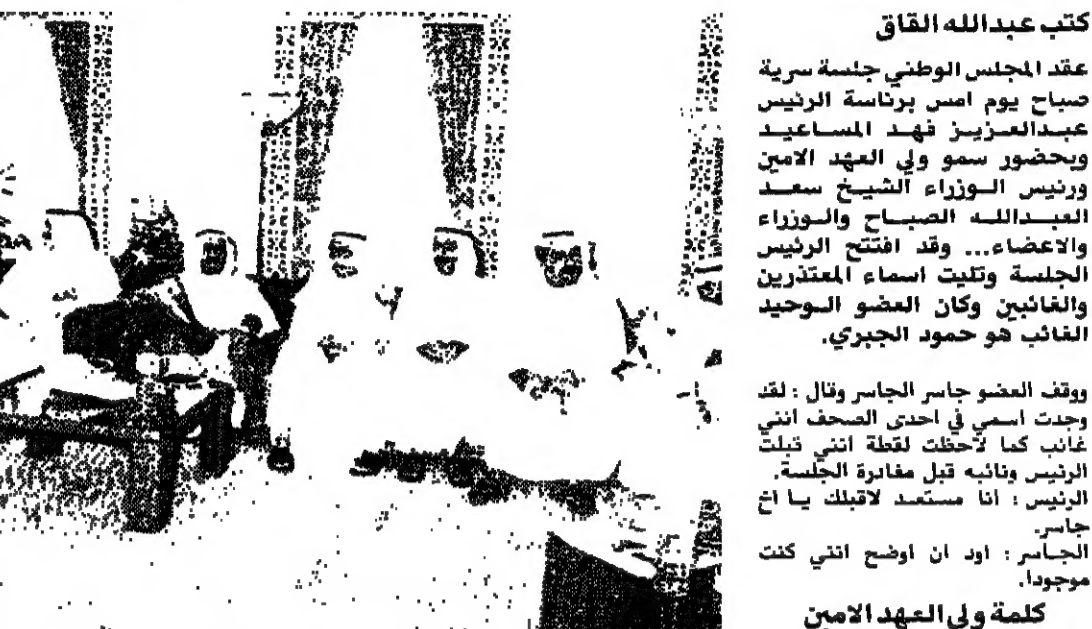 كتب عبدالله القاق
عقد المجلس الوطني جلسة سرية
صباح يوم امس برئاسة الرئيس
عبدالعزيز فهد المساعيد
وبحضور سمو ولي العهد الامين
ورئيس الوزراء الشيخ سعد
العبدالله الصباح والوزراء
والاعضاء... وقد افتتح الرئيس
الجلسة وتليت اسماء المعتذرين
والغائبين وكان العضو الوحيد
الغائب هو حمود الجبري.
ووقف العضو جاسر الجاسر وقال : لقد
وجدت اسمي في احدى الصحف انني
غائب كما لاحظت لقطة انني قبلت
الرئيس ونائبه قبل مغادرة الجلسة.
الرئيس : أنا مستعد لاقبلك يا اخ
جاسر.
الجاسر : اود ان اوضح انني كنت
موجودا.
كلمة ولي العهد الامين